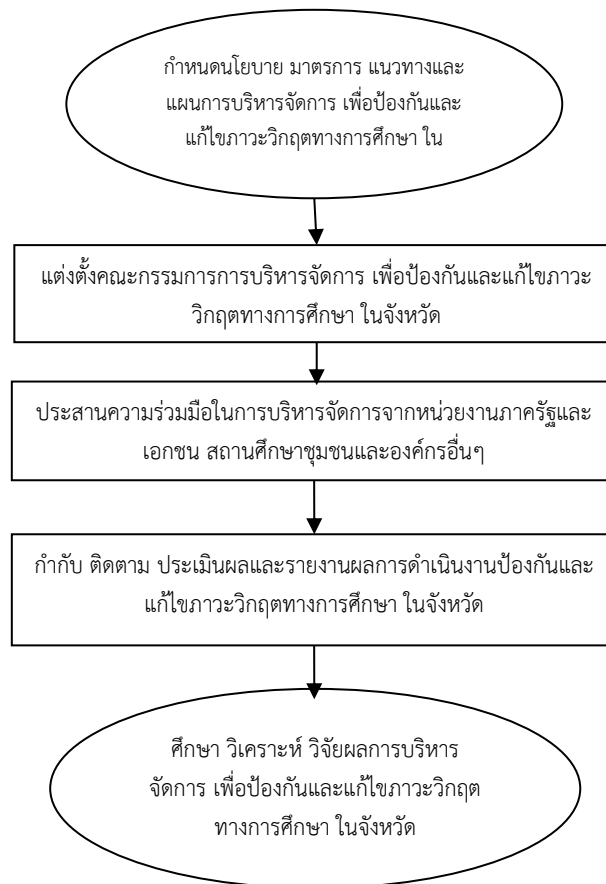 กำหนดนโยบาย มาตรการ แนวทางและ
แผนการบริหารจัดการ เพื่อป้องกันและ
แก้ไขภาวะวิกฤตทางการศึกษา ใน
แต่งตั้งคณะกรรมการการบริหารจัดการ เพื่อป้องกันและแก้ไขภาวะ
วิกฤตทางการศึกษา ในจังหวัด
ประสานความร่วมมือในการบริหารจัดการจากหน่วยงานภาครัฐและ
เอกชน สถานศึกษาชุมชนและองค์กรอื่นๆ
กำกับ ติดตาม ประเมินผลและรายงานผลการดำเนินงานป้องกันและ
แก้ไขภาวะวิกฤตทางการศึกษา ในจังหวัด
ศึกษา วิเคราะห์ วิจัยผลการบริหาร
จัดการ เพื่อป้องกันและแก้ไขภาวะวิกฤต
ทางการศึกษา ในจังหวัด